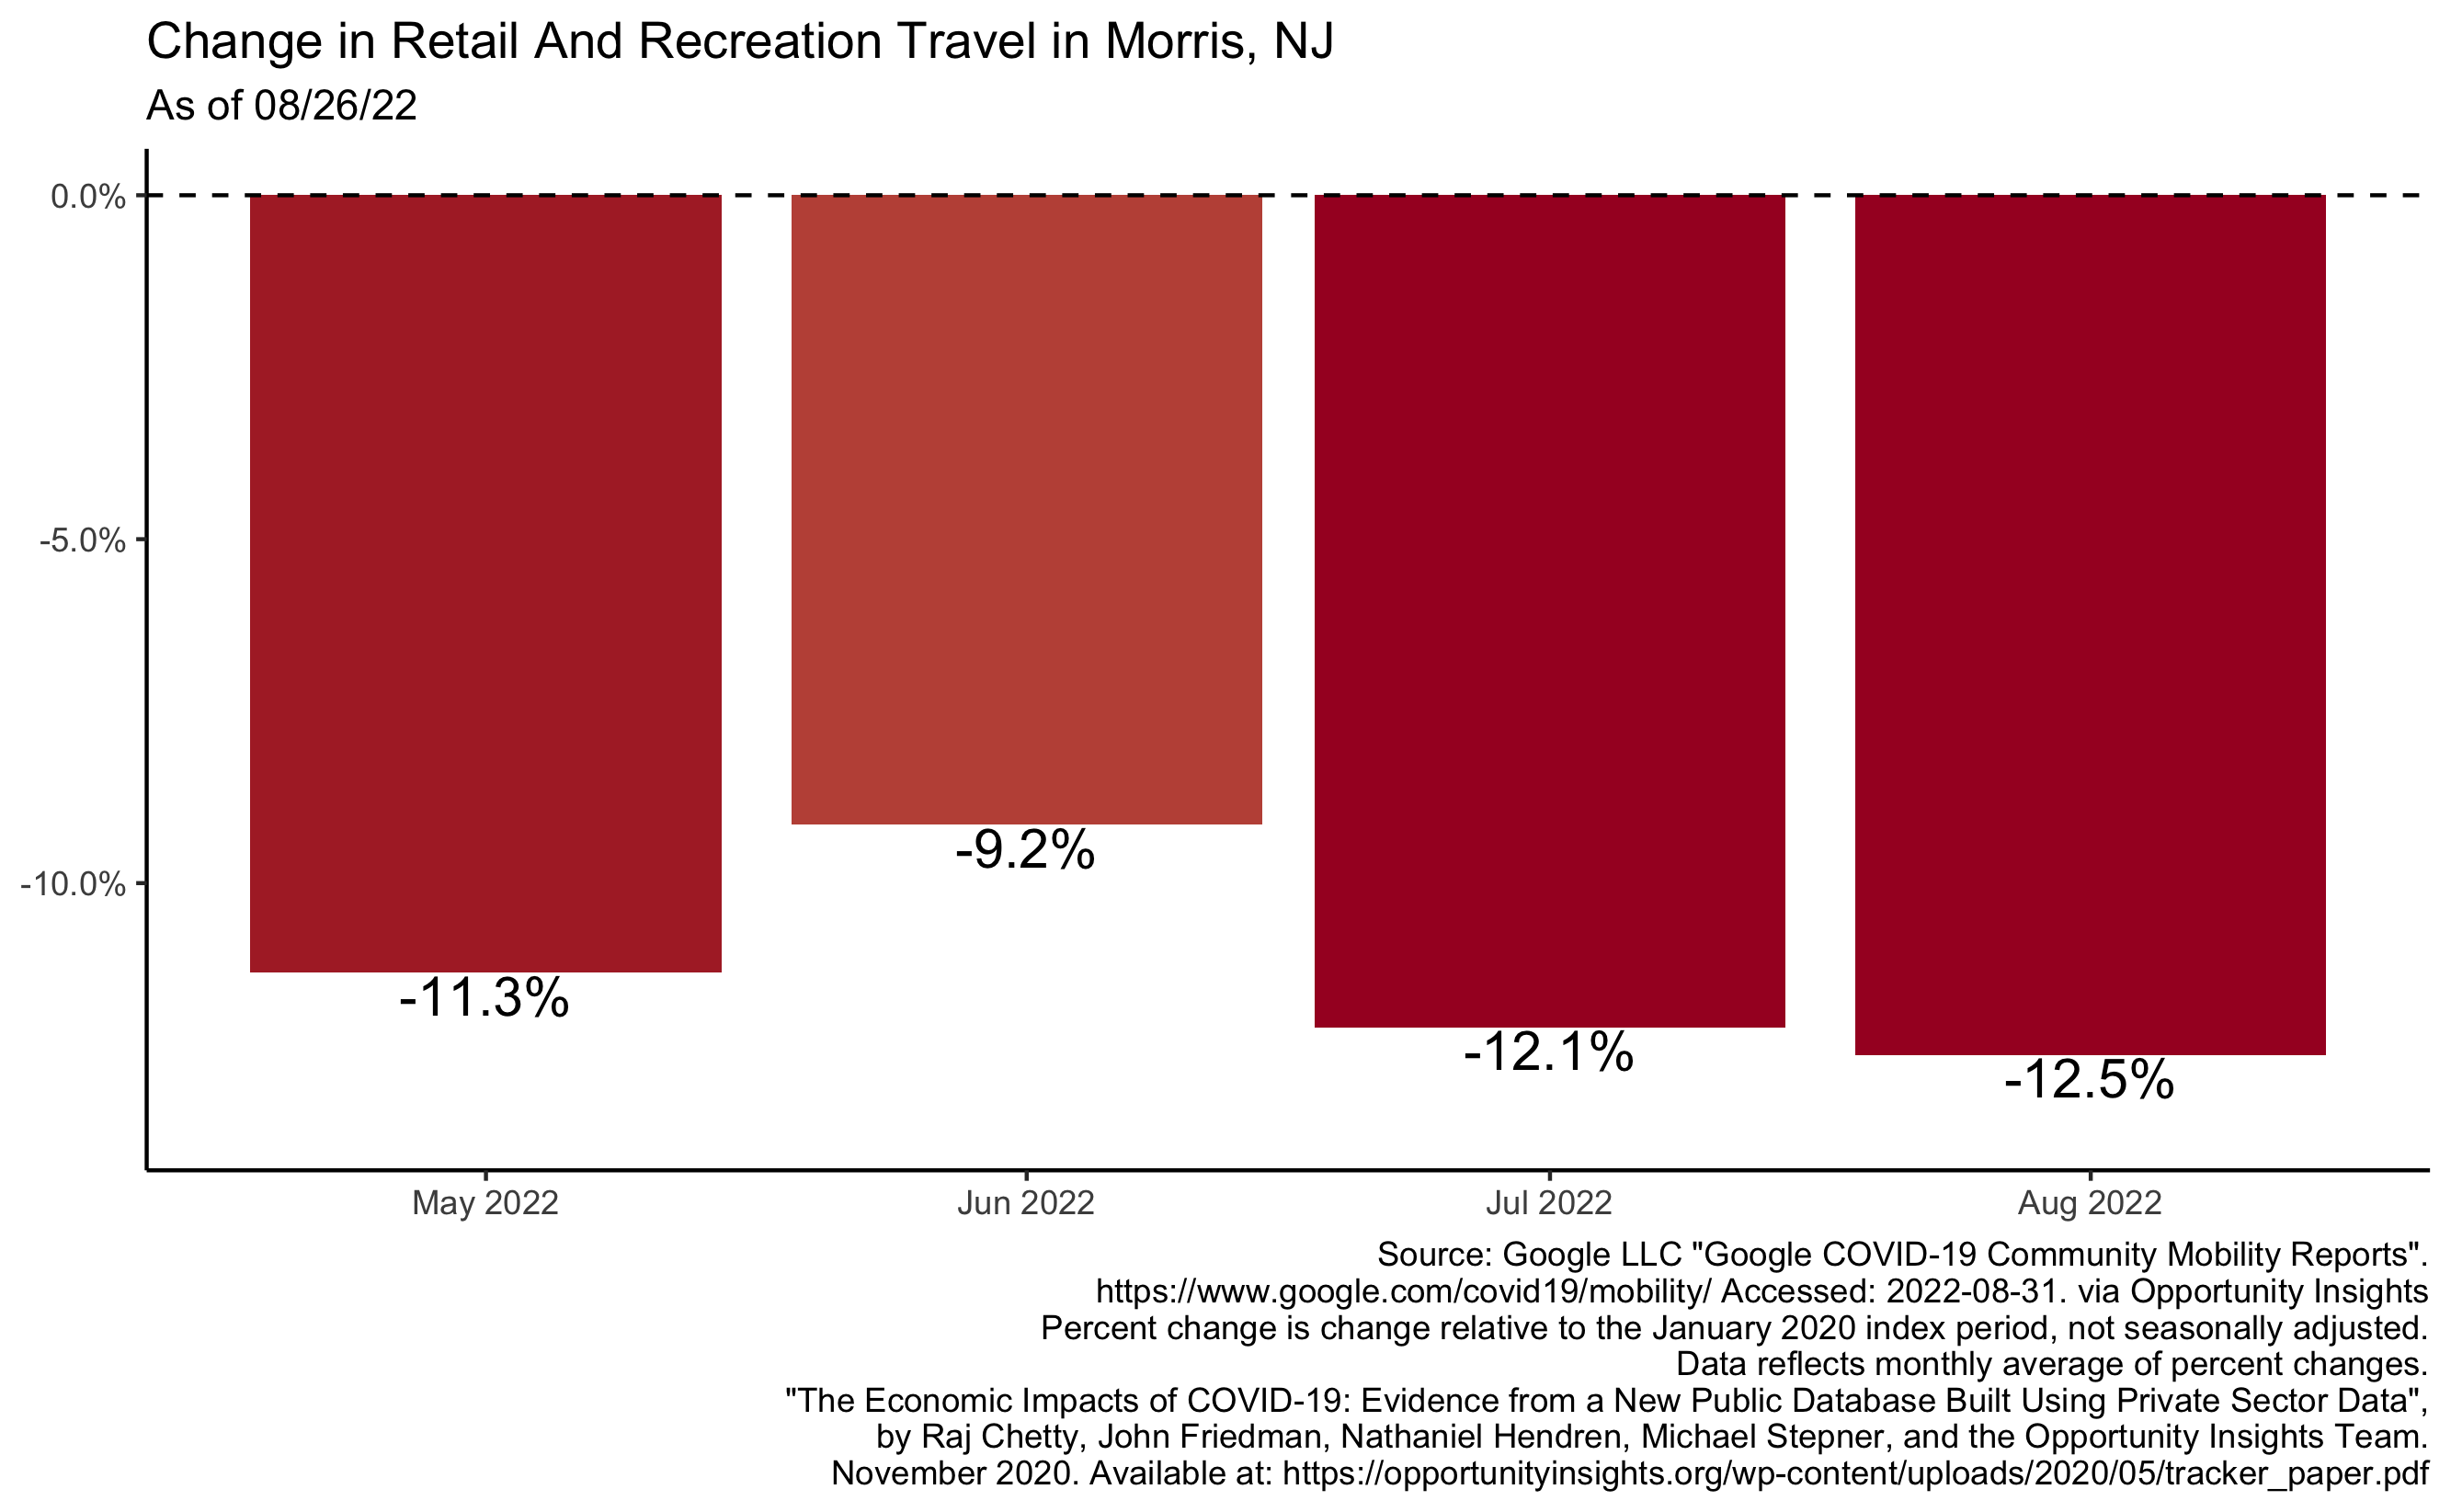 Change in Retail And Recreation Travel in Morris, NJ
As of 08/26/22
0.0%
-5.0%
-10.0%
-11.3%
-9.2%
-12.1%
-12.5%
May 2022
Jun 2022
Jul 2022
Aug 2022
Source: Google LLC "Google COVID-19 Community Mobility Reports".
https://www.google.com/covid19/mobility/ Accessed: 2022-08-31. via Opportunity Insights
Percent change is change relative to the January 2020 index period, not seasonally adjusted.
Data reflects monthly average of percent changes.
"The Economic Impacts of COVID-19: Evidence from a New Public Database Built Using Private Sector Data",
by Raj Chetty, John Friedman, Nathaniel Hendren, Michael Stepner, and the Opportunity Insights Team.
November 2020. Available at: https://opportunityinsights.org/wp-content/uploads/2020/05/tracker_paper.pdf